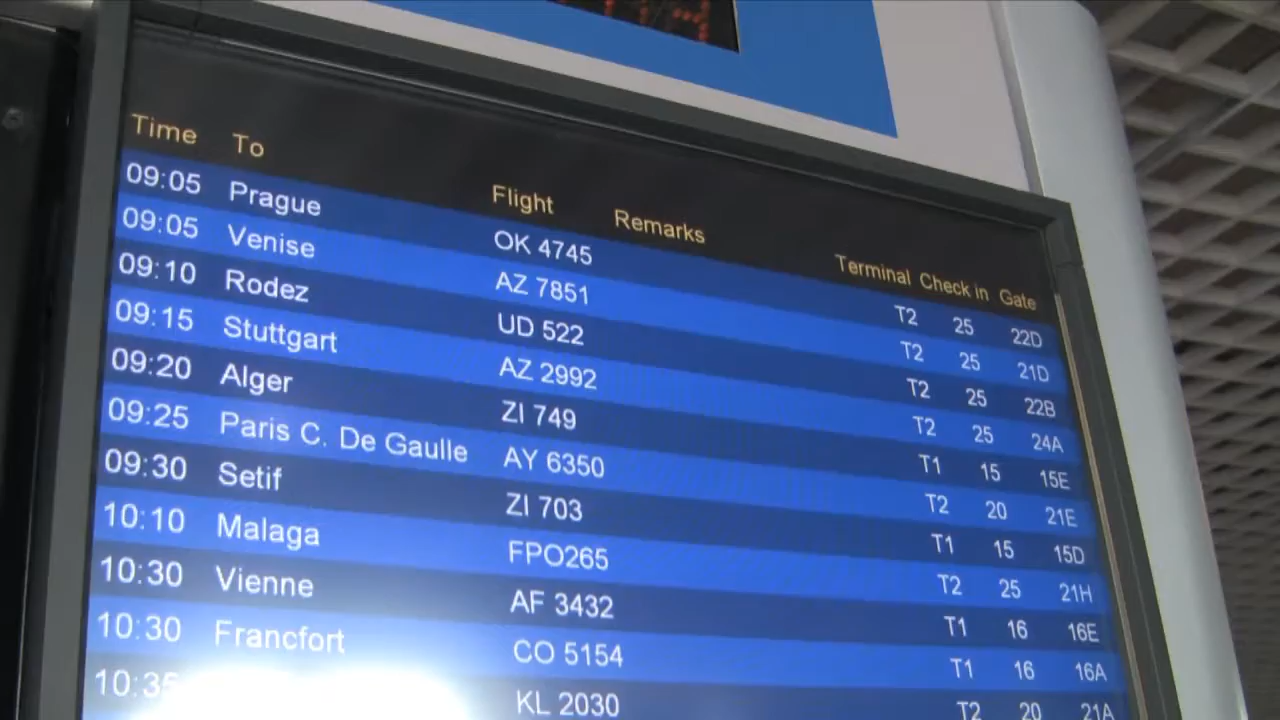 Time To Flight Remarks Terminal Check in Gate
09:05 Prague OK 4745 T2 25 22D
09:05 Venise AZ 7851 T2 25 21D
09:10 Rodez UD 522 T2 25 22B
09:15 Stuttgart AZ 2992 T2 25 24A
09:20 Alger ZI 749 T1 15 15E
09:25 Paris C. De Gaulle AY 6350 T2 20 21E
09:30 Setif ZI 703 T1 15 15D
10:10 Malaga FPO265 T2 25 21H
10:30 Vienne AF 3432 T1 16 16E
10:30 Francfort CO 5154 T1 16 16A
10:35 KL 2030 T2 20 21A